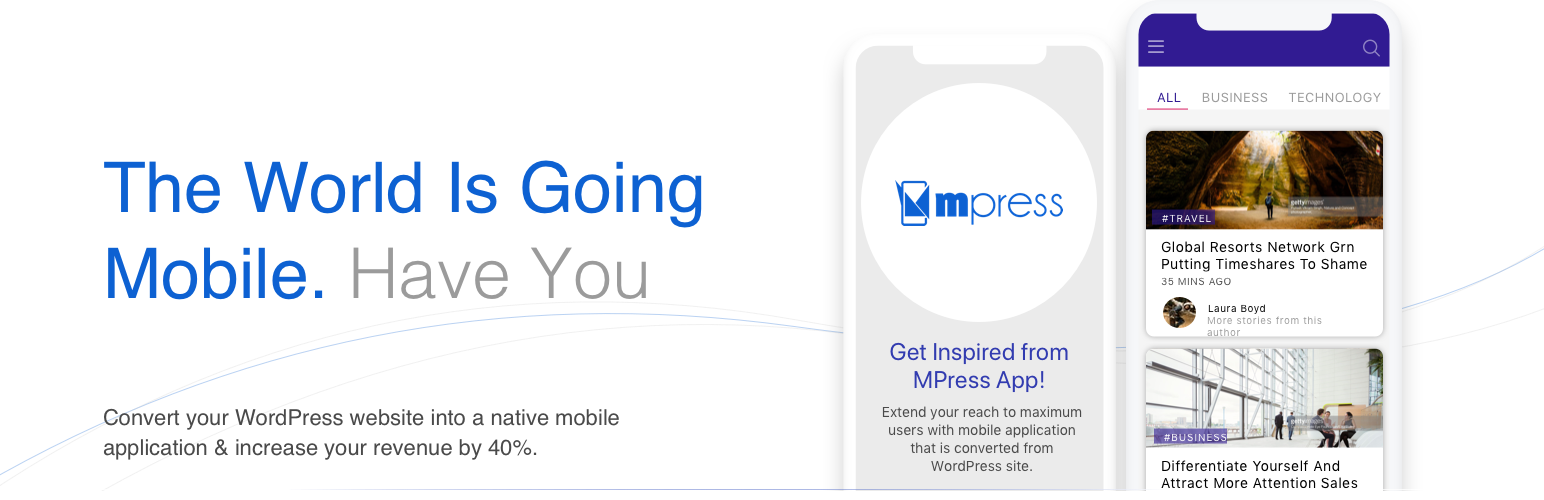 The World Is Going
Mobile. Have You
Convert your WordPress website into a native mobile
application & increase your revenue by 40%.
mpress
Get Inspired from
MPress App!
Extend your reach to maximum
users with mobile application
that is converted from
WordPress site.
ALL BUSINESS TECHNOLOGY
gettyimages
#TRAVEL
Global Resorts Network Grn
Putting Timeshares To Shame
35 MINS AGO
Laura Boyd
More stories from this
author
gettyimages
#BUSINESS
Differentiate Yourself And
Attract More Attention Sales